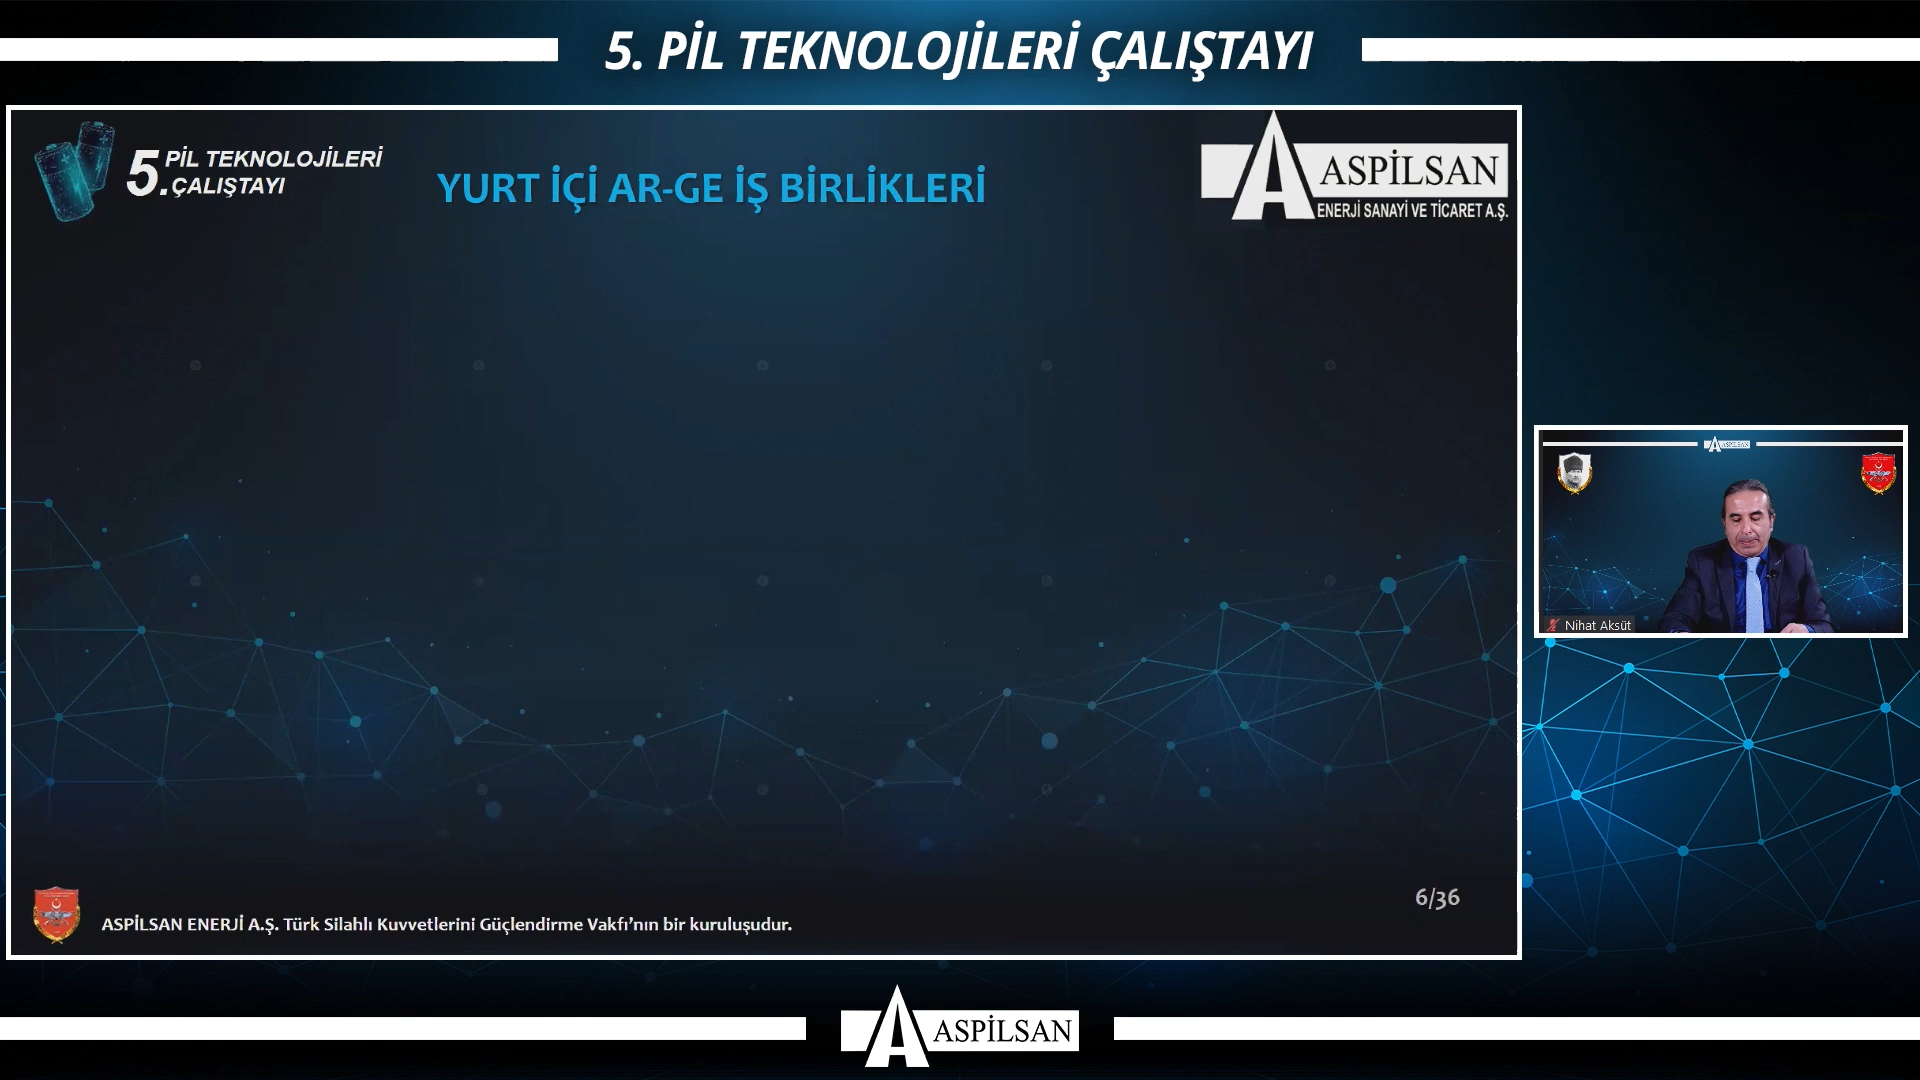 5. PİL TEKNOLOJİLERİ ÇALIŞTAYI
5. PİL TEKNOLOJİLERİ
ÇALIŞTAYI
YURT İÇİ AR-GE İŞ BİRLİKLERİ
ASPİLSAN
ENERJİ SANAYİ VE TİCARET A.Ş.
ASPİLSAN
Nihat Aksüt
6/36
ASPİLSAN ENERJİ A.Ş. Türk Silahlı Kuvvetlerini Güçlendirme Vakfı’nın bir kuruluşudur.
ASPİLSAN